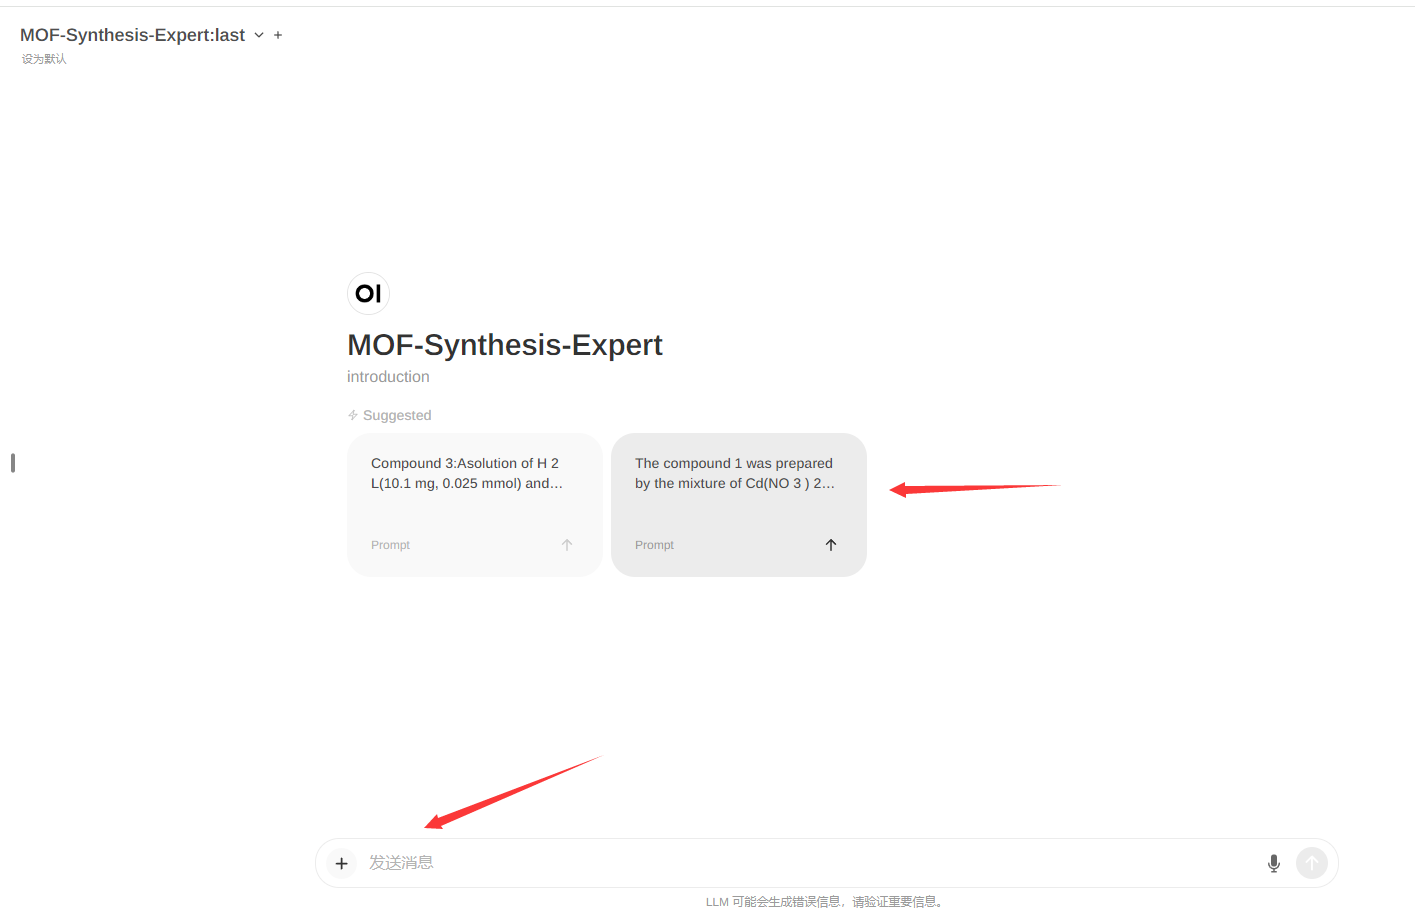 MOF-Synthesis-Expert:last
设为默认
OI
MOF-Synthesis-Expert
introduction
Suggested
Compound 3:Asolution of H 2
L(10.1 mg, 0.025 mmol) and...
Prompt
The compound 1 was prepared
by the mixture of Cd(NO 3 ) 2...
Prompt
发送消息
LLM 可能会生成错误信息，请验证重要信息。